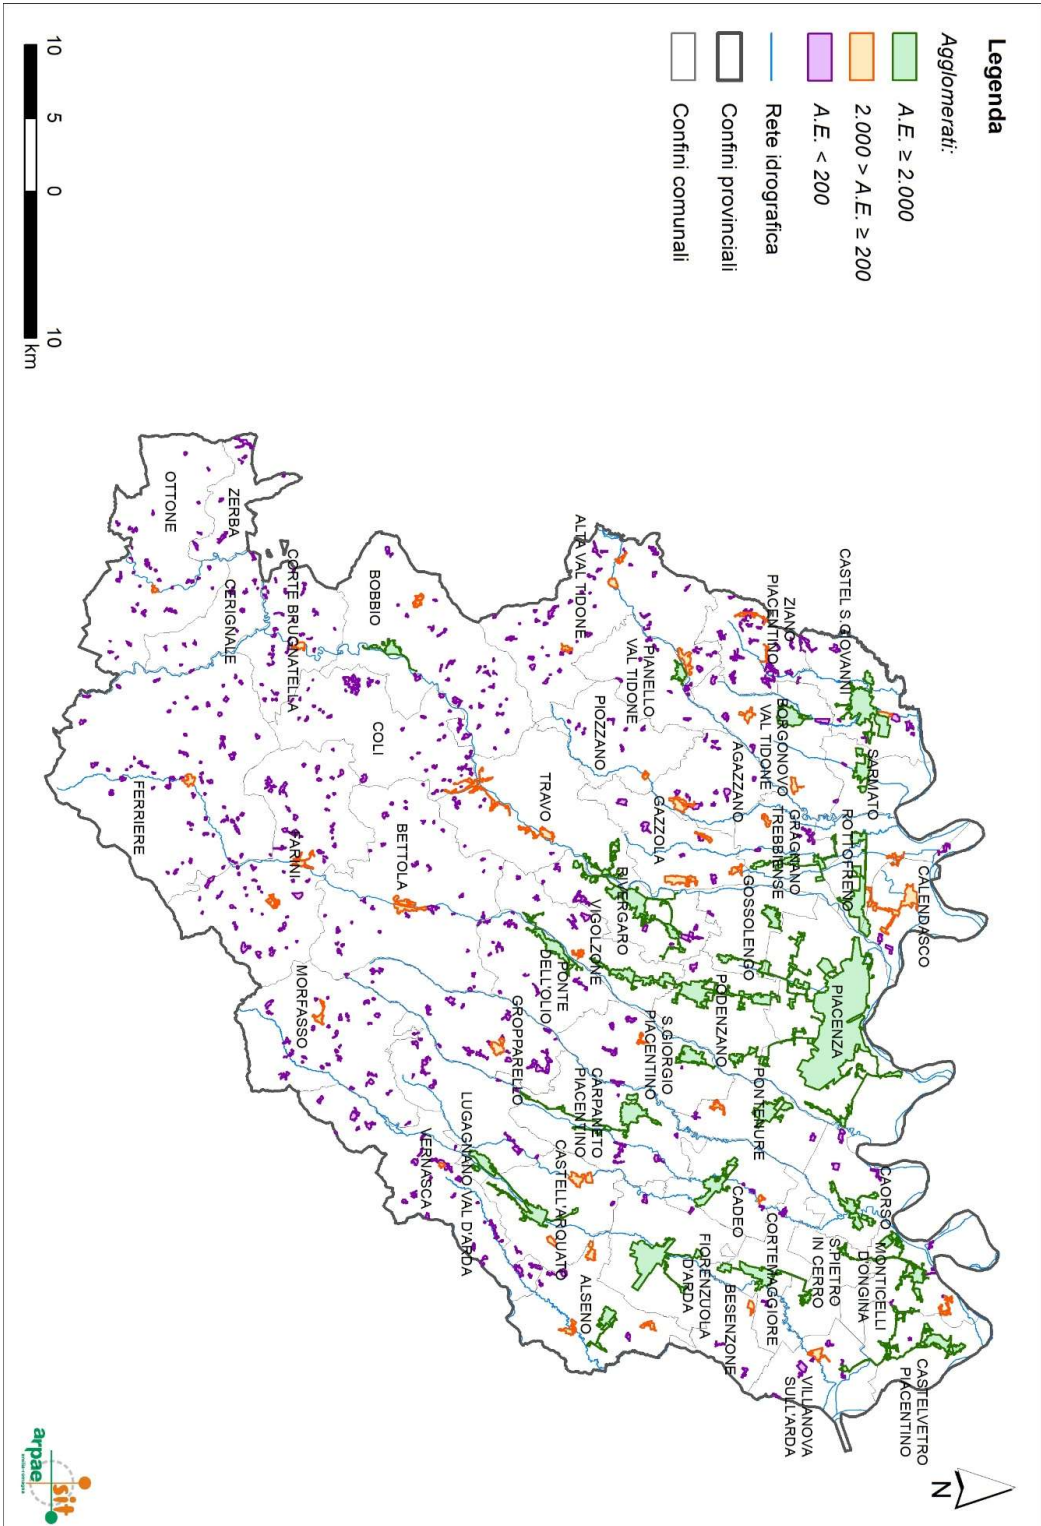 Legenda
Agglomerati:
A.E. ≥ 2.000
2.000 > A.E. ≥ 200
A.E. < 200
Rete idrografica
Confini provinciali
Confini comunali
10 5 0 10
km
N
CASTEL S.GIOVANNI
SARMATO
ROTTOFRENO
CALENDASCO
ZIANO
PIACENTINO
BORGONOVO
VAL TIDONE
GRAGNANO
TREBBIENSE
PIACENZA
CAORSO
MONTICELLI
D'ONGINA
CASTELVETRO
PIACENTINO
S.PIETRO
IN CERRO
VILLANOVA
SULL'ARDA
AGAZZANO
GOSSOLENGO
PODENZANO
PONTENURE
CADEO
CORTEMAGGIORE
BESENZONE
FIORENZUOLA
D'ARDA
ALTA VAL TIDONE
PIANELLO
VAL TIDONE
PIOZZANO
GAZZOLA
RIVERGARO
VIGOLZONE
S.GIORGIO
PIACENTINO
CARPANETO
PIACENTINO
ALSENO
TRAVO
PONTE
DELL'OLIO
GROPPARELLO
CASTELL'ARQUATO
LUGAGNANO VAL D'ARDA
VERNASCA
BOBBIO
COLI
BETTOLA
CORTE BRUGNATELLA
FARINI
MORFASSO
ZERBA
CERIGNALE
OTTONE
FERRIERE
arpae
emilia-romagna
sit